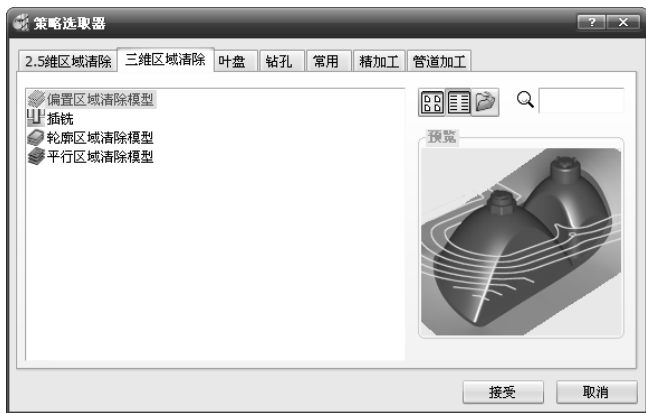 策略选取器
2.5维区域清除 三维区域清除 叶盘 钻孔 常用 精加工 管道加工
偏置区域清除模型
插铣
轮廓区域清除模型
平行区域清除模型
预览
接受 取消